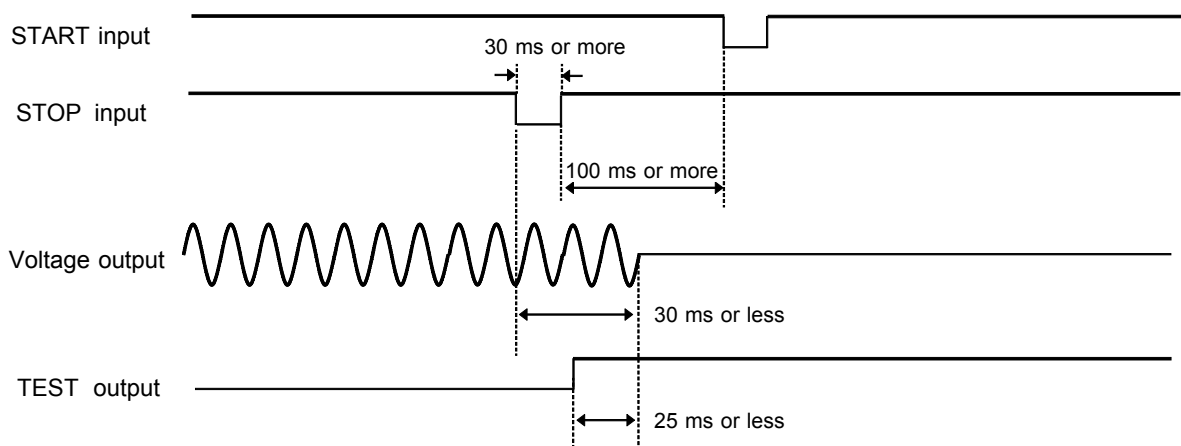 START input
30 ms or more
STOP input
100 ms or more
Voltage output
30 ms or less
TEST output
25 ms or less